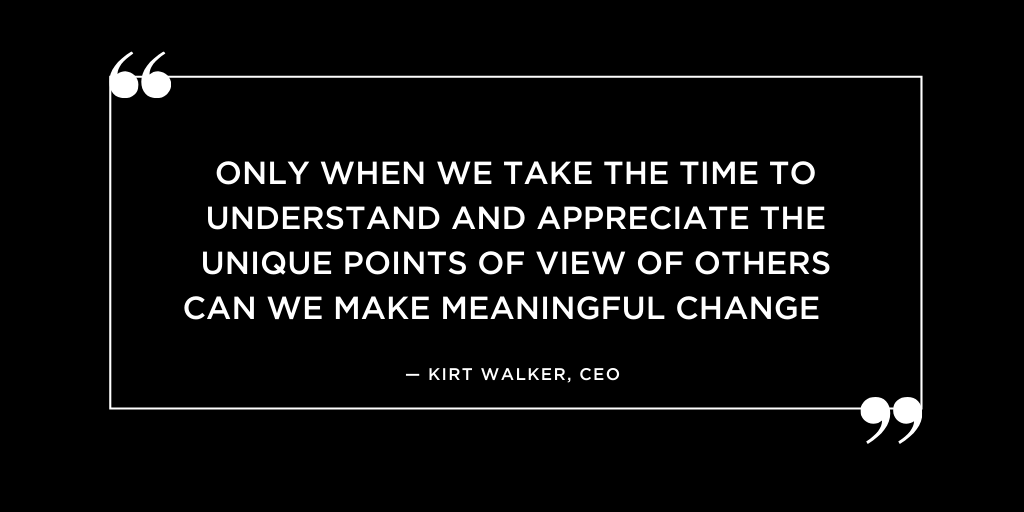 ONLY WHEN WE TAKE THE TIME TO
UNDERSTAND AND APPRECIATE THE
UNIQUE POINTS OF VIEW OF OTHERS
CAN WE MAKE MEANINGFUL CHANGE
— KIRT WALKER, CEO